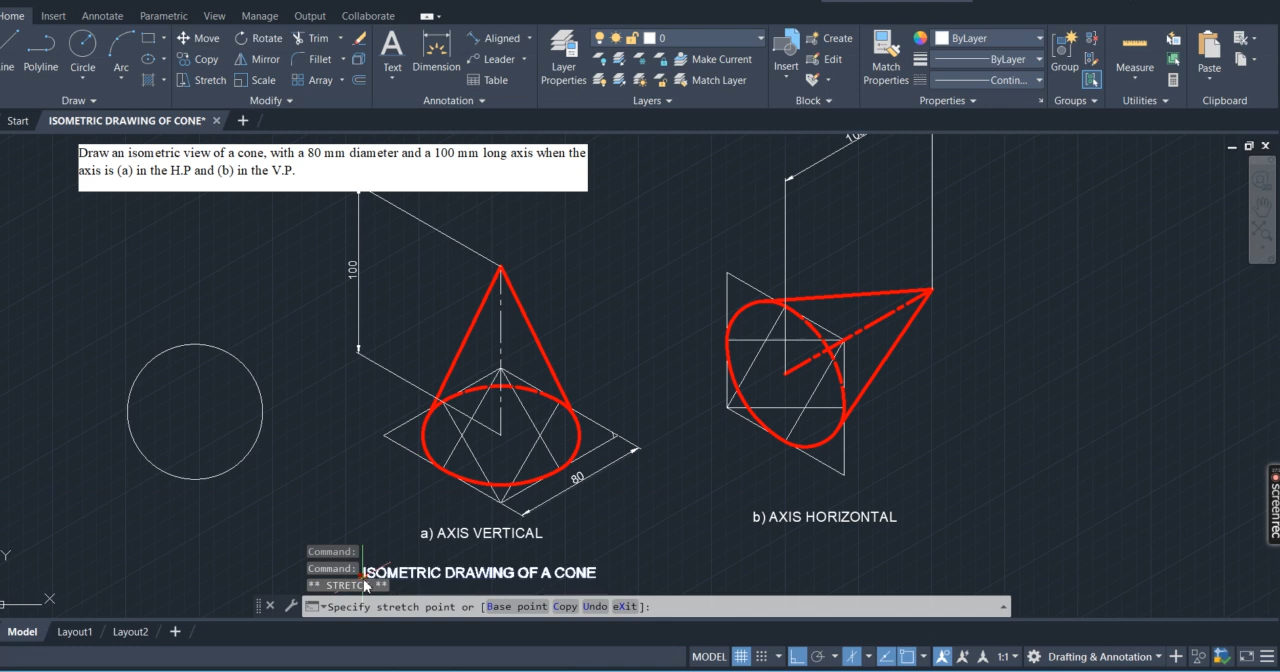 Home Insert Annotate Parametric View Manage Output Collaborate
Polyline Circle Arc
Move Rotate Trim
Copy Mirror Fillet
Stretch Scale Array
Text Dimension
Aligned
Leader
Table
Layer Properties
0
Make Current
Match Layer
Insert
Create
Edit
Match Properties
ByLayer
ByLayer
Contin...
Group
Measure
Paste
Draw Modify Annotation Layers Block Properties Groups Utilities Clipboard
Start ISOMETRIC DRAWING OF CONE*
Draw an isometric view of a cone, with a 80 mm diameter and a 100 mm long axis when the
axis is (a) in the H.P and (b) in the V.P.
100
80
a) AXIS VERTICAL
b) AXIS HORIZONTAL
screenrec
Y
X
Command:
Command:
ISOMETRIC DRAWING OF A CONE
** STRETCH **
Specify stretch point or [Base point Copy Undo eXit]:
Model Layout1 Layout2
MODEL 1:1 Drafting & Annotation